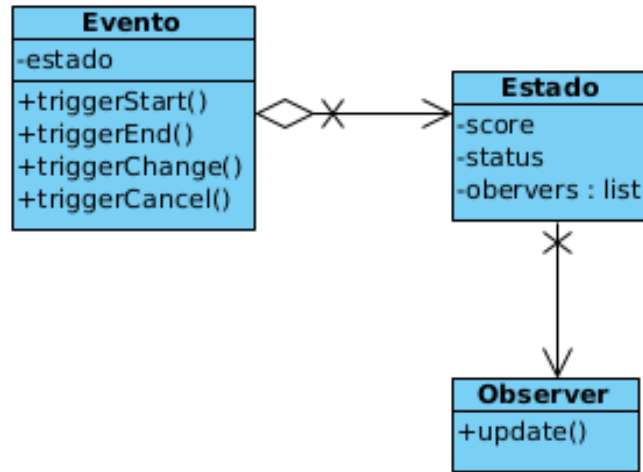 Evento
-estado
+triggerStart()
+triggerEnd()
+triggerChange()
+triggerCancel()
Estado
-score
-status
-obervers : list
Observer
+update()